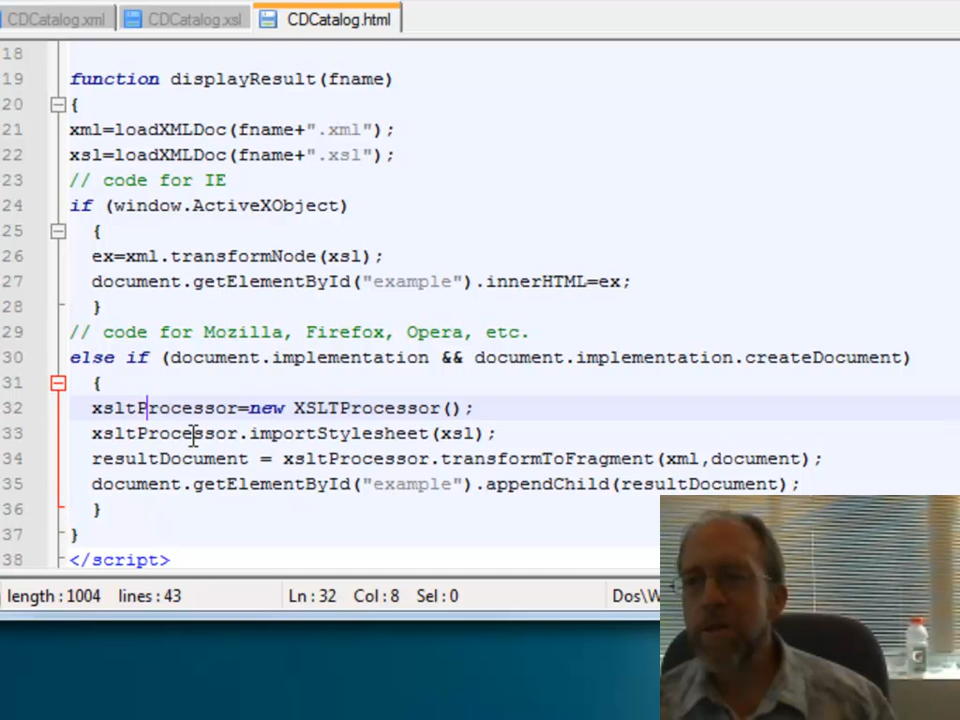 CDCatalog.xml CDCatalog.xsl CDCatalog.html
18
19 function displayResult(fname)
20 {
21 xml=loadXMLDoc(fname+".xml");
22 xsl=loadXMLDoc(fname+".xsl");
23 // code for IE
24 if (window.ActiveXObject)
25 {
26 ex=xml.transformNode(xsl);
27 document.getElementById("example").innerHTML=ex;
28 }
29 // code for Mozilla, Firefox, Opera, etc.
30 else if (document.implementation && document.implementation.createDocument)
31 {
32 xsltProcessor=new XSLTProcessor();
33 xsltProcessor.importStylesheet(xsl);
34 resultDocument = xsltProcessor.transformToFragment(xml,document);
35 document.getElementById("example").appendChild(resultDocument);
36 }
37 }
38 </script>
length:1004 lines:43 Ln:32 Col:8 Sel:0 Dos\W